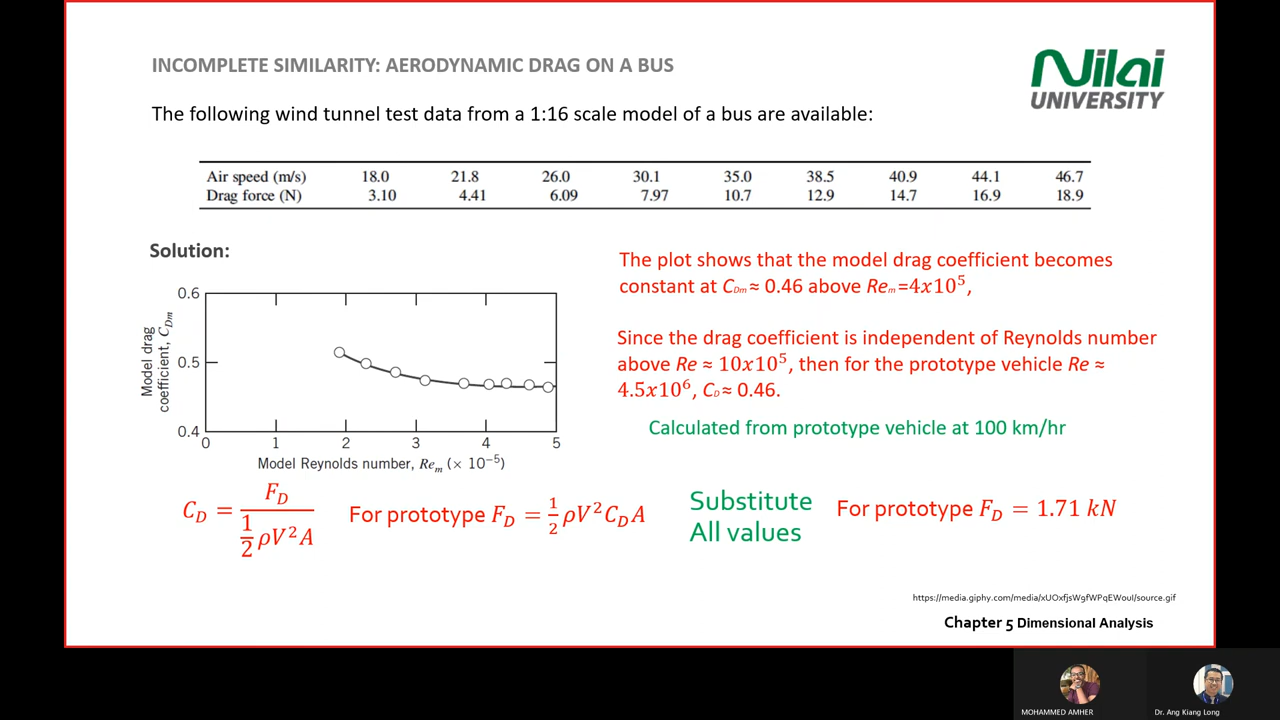 INCOMPLETE SIMILARITY: AERODYNAMIC DRAG ON A BUS
Nilai
UNIVERSITY
The following wind tunnel test data from a 1:16 scale model of a bus are available:
Air speed (m/s) 18.0 21.8 26.0 30.1 35.0 38.5 40.9 44.1 46.7
Drag force (N) 3.10 4.41 6.09 7.97 10.7 12.9 14.7 16.9 18.9
Solution:
The plot shows that the model drag coefficient becomes
constant at C_Dm ≈ 0.46 above Re_m =4x10^5,
Since the drag coefficient is independent of Reynolds number
above Re ≈ 10x10^5, then for the prototype vehicle Re ≈
4.5x10^6, C_D ≈ 0.46.
Calculated from prototype vehicle at 100 km/hr
Model drag
coefficient, C_Dm
0.6
0.5
0.4
0 1 2 3 4 5
Model Reynolds number, Re_m (× 10^-5)
C_D = F_D / (1/2 ρV^2 A)
For prototype F_D = 1/2 ρV^2 C_D A
Substitute
All values
For prototype F_D = 1.71 kN
https://media.giphy.com/media/xUOxfjsWgfWPqEWouI/source.gif
Chapter 5 Dimensional Analysis
MOHAMMED AMHER
Dr. Ang Kiang Long